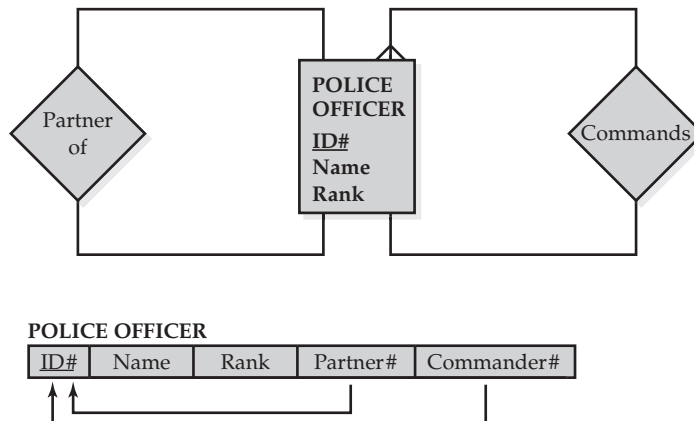 Partner
of
POLICE
OFFICER
ID#
Name
Rank
Commands
POLICE OFFICER
ID# Name Rank Partner# Commander#